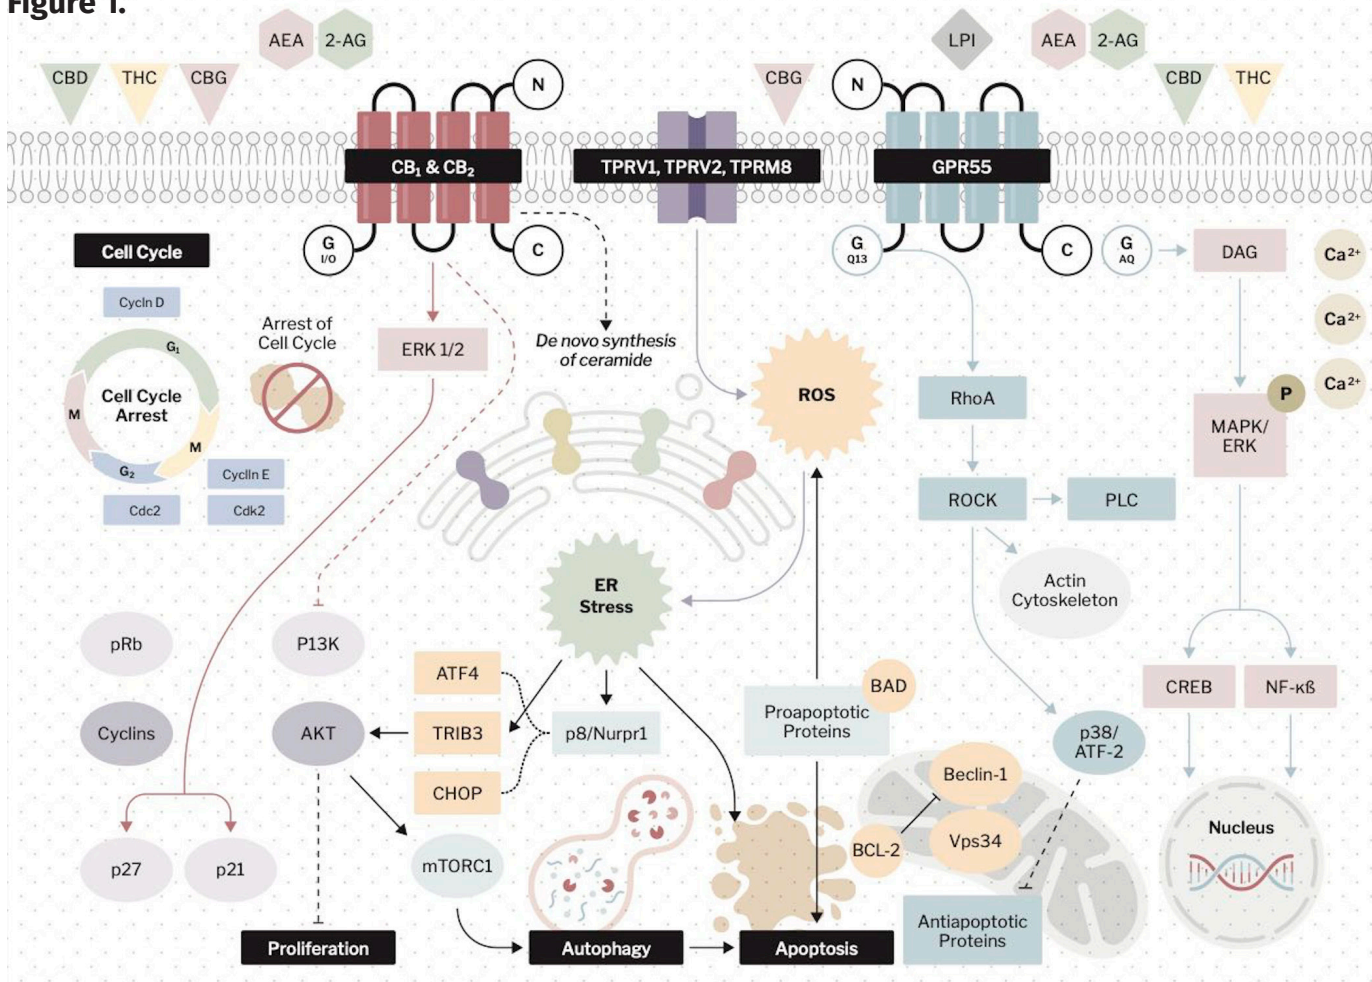 Figure 1.
AEA
2-AG
CBD
THC
CBG
N
CB₁ & CB₂
G
I/O
C
CBG
TPRV1, TPRV2, TPRM8
LPI
AEA
2-AG
CBD
THC
N
GPR55
G
Q13
C
G
AQ
DAG
Ca²⁺
Ca²⁺
Ca²⁺
Cell Cycle
Cycln D
G₁
Cell Cycle
Arrest
M
M
G₂
Cyclln E
Cdc2
Cdk2
Arrest of
Cell Cycle
ERK 1/2
De novo synthesis
of ceramide
ROS
RhoA
P
MAPK/
ERK
ROCK
PLC
Actin
Cytoskeleton
ER
Stress
pRb
P13K
ATF4
Cyclins
AKT
TRIB3
p8/Nurpr1
CHOP
BAD
Proapoptotic
Proteins
CREB
NF-κß
p38/
ATF-2
Beclin-1
BCL-2
Vps34
Nucleus
p27
p21
mTORC1
Antiapoptotic
Proteins
Proliferation
Autophagy
Apoptosis